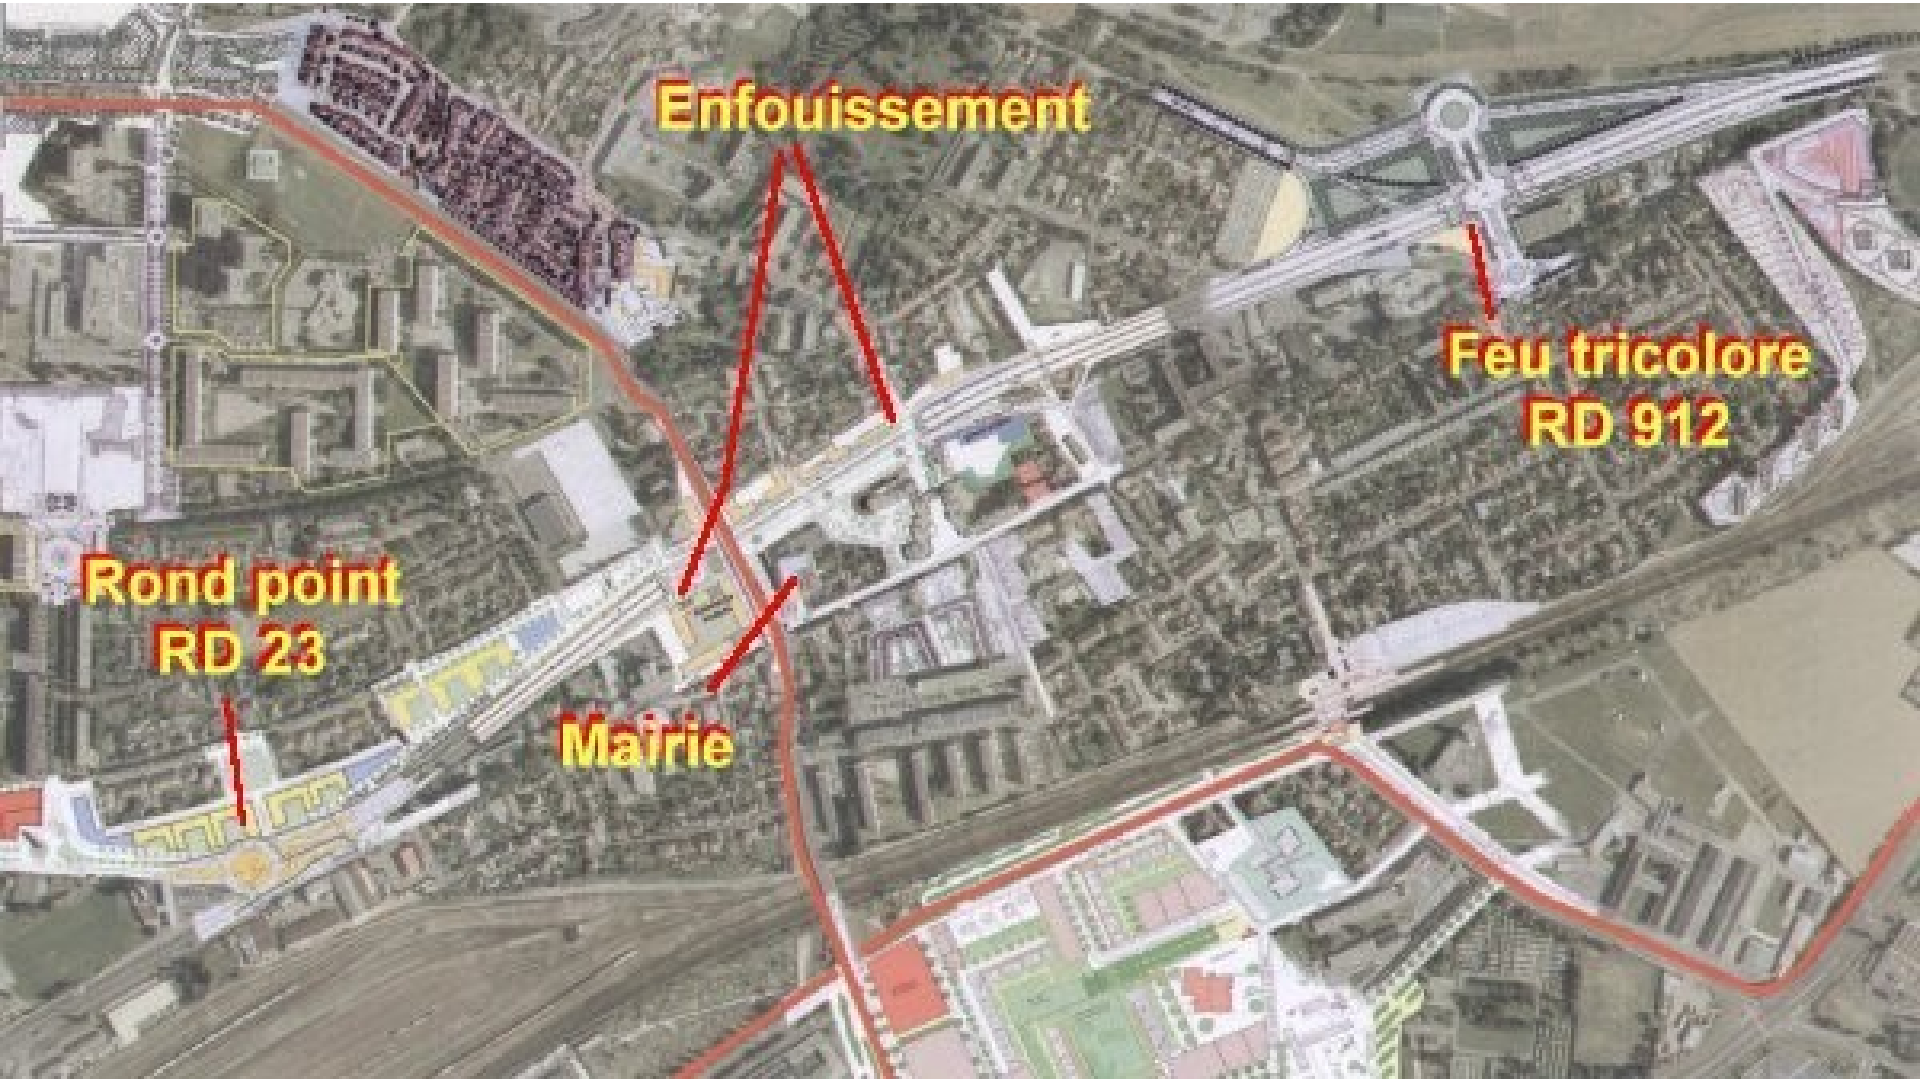 Enfouissement
Feu tricolore
RD 912
Rond point
RD 23
Mairie